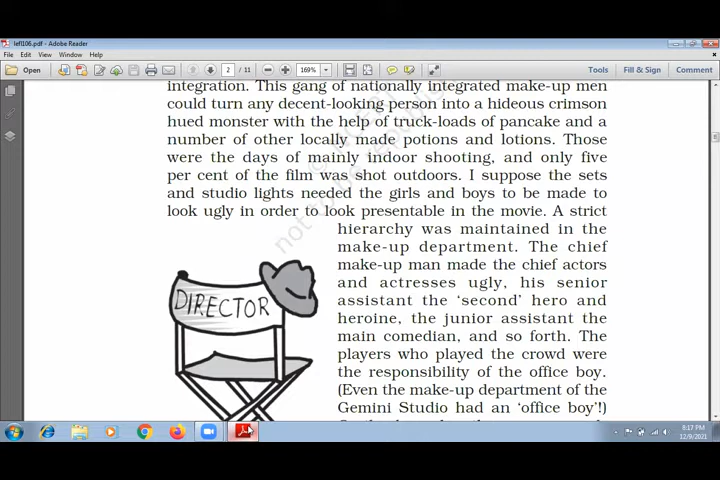 lefl106.pdf - Adobe Reader
File Edit View Window Help
Open 2 / 11 169% Tools Fill & Sign Comment
integration. This gang of nationally integrated make-up men
could turn any decent-looking person into a hideous crimson
hued monster with the help of truck-loads of pancake and a
number of other locally made potions and lotions. Those
were the days of mainly indoor shooting, and only five
per cent of the film was shot outdoors. I suppose the sets
and studio lights needed the girls and boys to be made to
look ugly in order to look presentable in the movie. A strict
hierarchy was maintained in the
make-up department. The chief
make-up man made the chief actors
and actresses ugly, his senior
assistant the ‘second’ hero and
heroine, the junior assistant the
main comedian, and so forth. The
players who played the crowd were
the responsibility of the office boy.
(Even the make-up department of the
Gemini Studio had an ‘office boy’!)
DIRECTOR
not to be
8:17 PM
12/9/2021